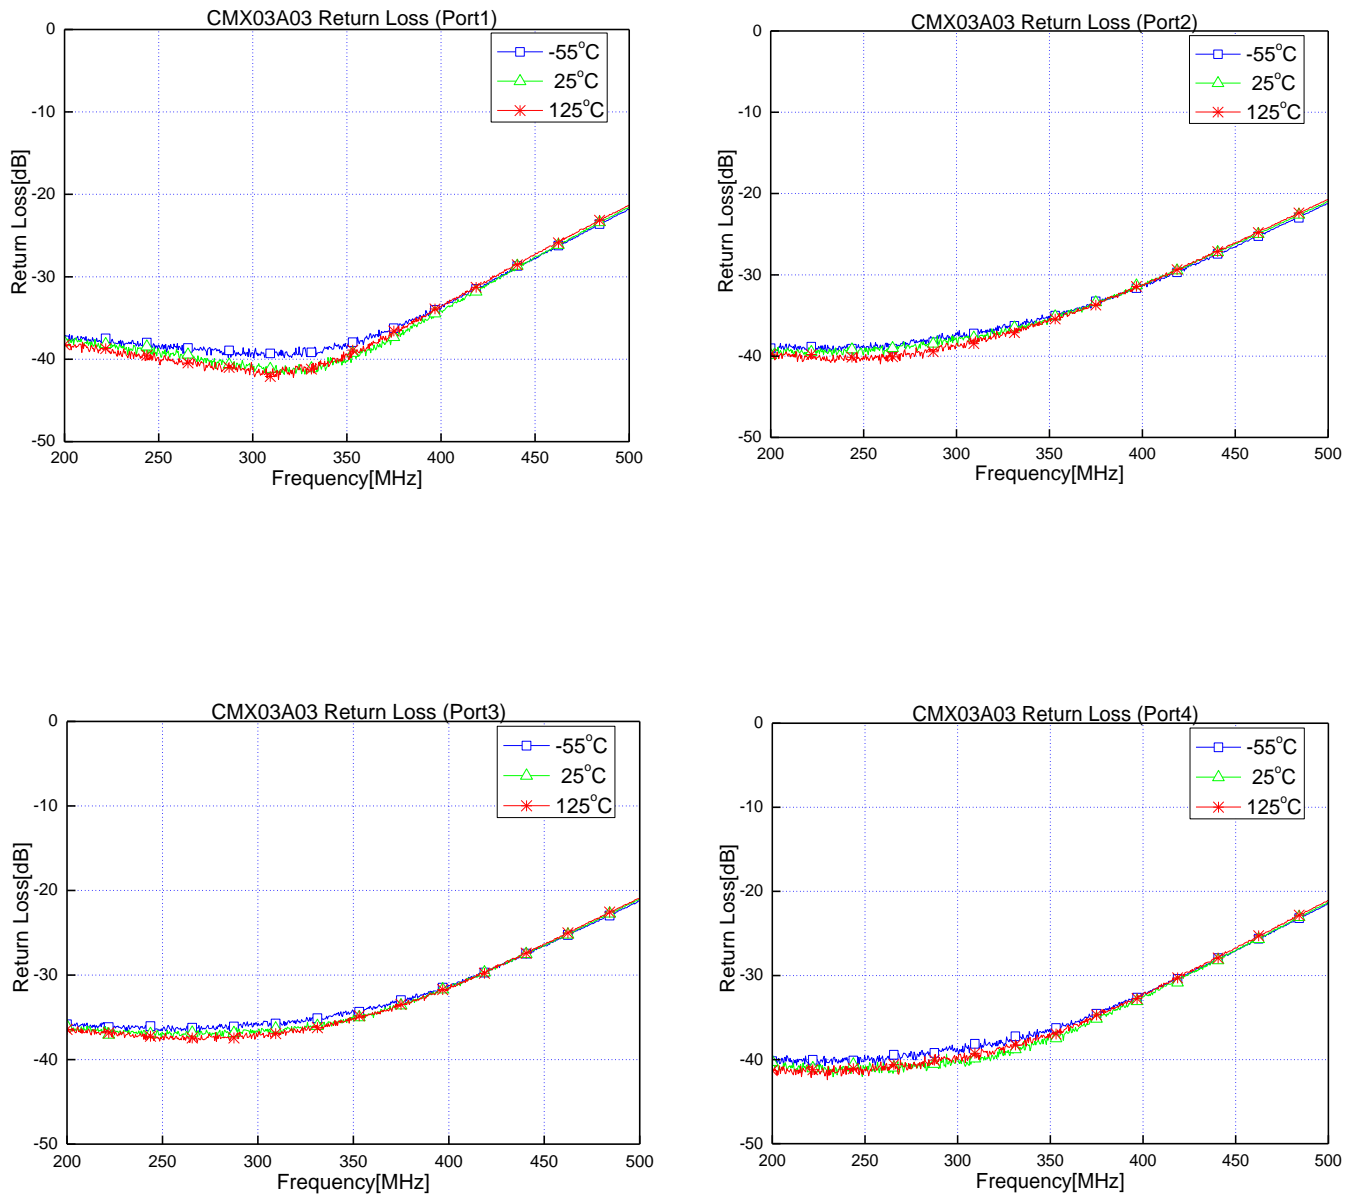 CMX03A03 Return Loss (Port1)
-55°C
25°C
125°C
0
-10
-20
-30
-40
-50
Return Loss[dB]
200 250 300 350 400 450 500
Frequency[MHz]
CMX03A03 Return Loss (Port2)
-55°C
25°C
125°C
0
-10
-20
-30
-40
-50
Return Loss[dB]
200 250 300 350 400 450 500
Frequency[MHz]
CMX03A03 Return Loss (Port3)
-55°C
25°C
125°C
0
-10
-20
-30
-40
-50
Return Loss[dB]
200 250 300 350 400 450 500
Frequency[MHz]
CMX03A03 Return Loss (Port4)
-55°C
25°C
125°C
0
-10
-20
-30
-40
-50
Return Loss[dB]
200 250 300 350 400 450 500
Frequency[MHz]